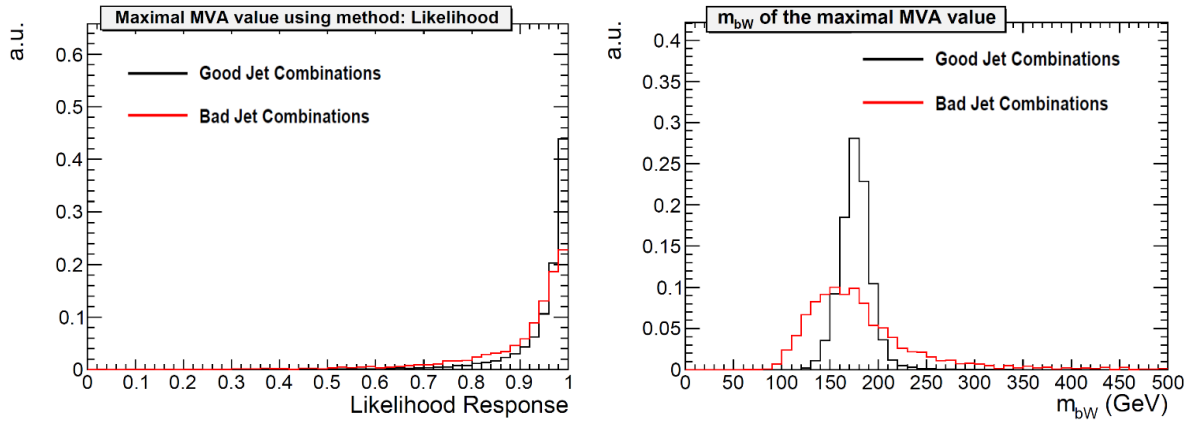 Maximal MVA value using method: Likelihood
a.u.
0.6
0.5
0.4
0.3
0.2
0.1
0
Good Jet Combinations
Bad Jet Combinations
0 0.1 0.2 0.3 0.4 0.5 0.6 0.7 0.8 0.9 1
Likelihood Response
m_bW of the maximal MVA value
a.u.
0.4
0.35
0.3
0.25
0.2
0.15
0.1
0.05
0
Good Jet Combinations
Bad Jet Combinations
0 50 100 150 200 250 300 350 400 450 500
m_bW (GeV)